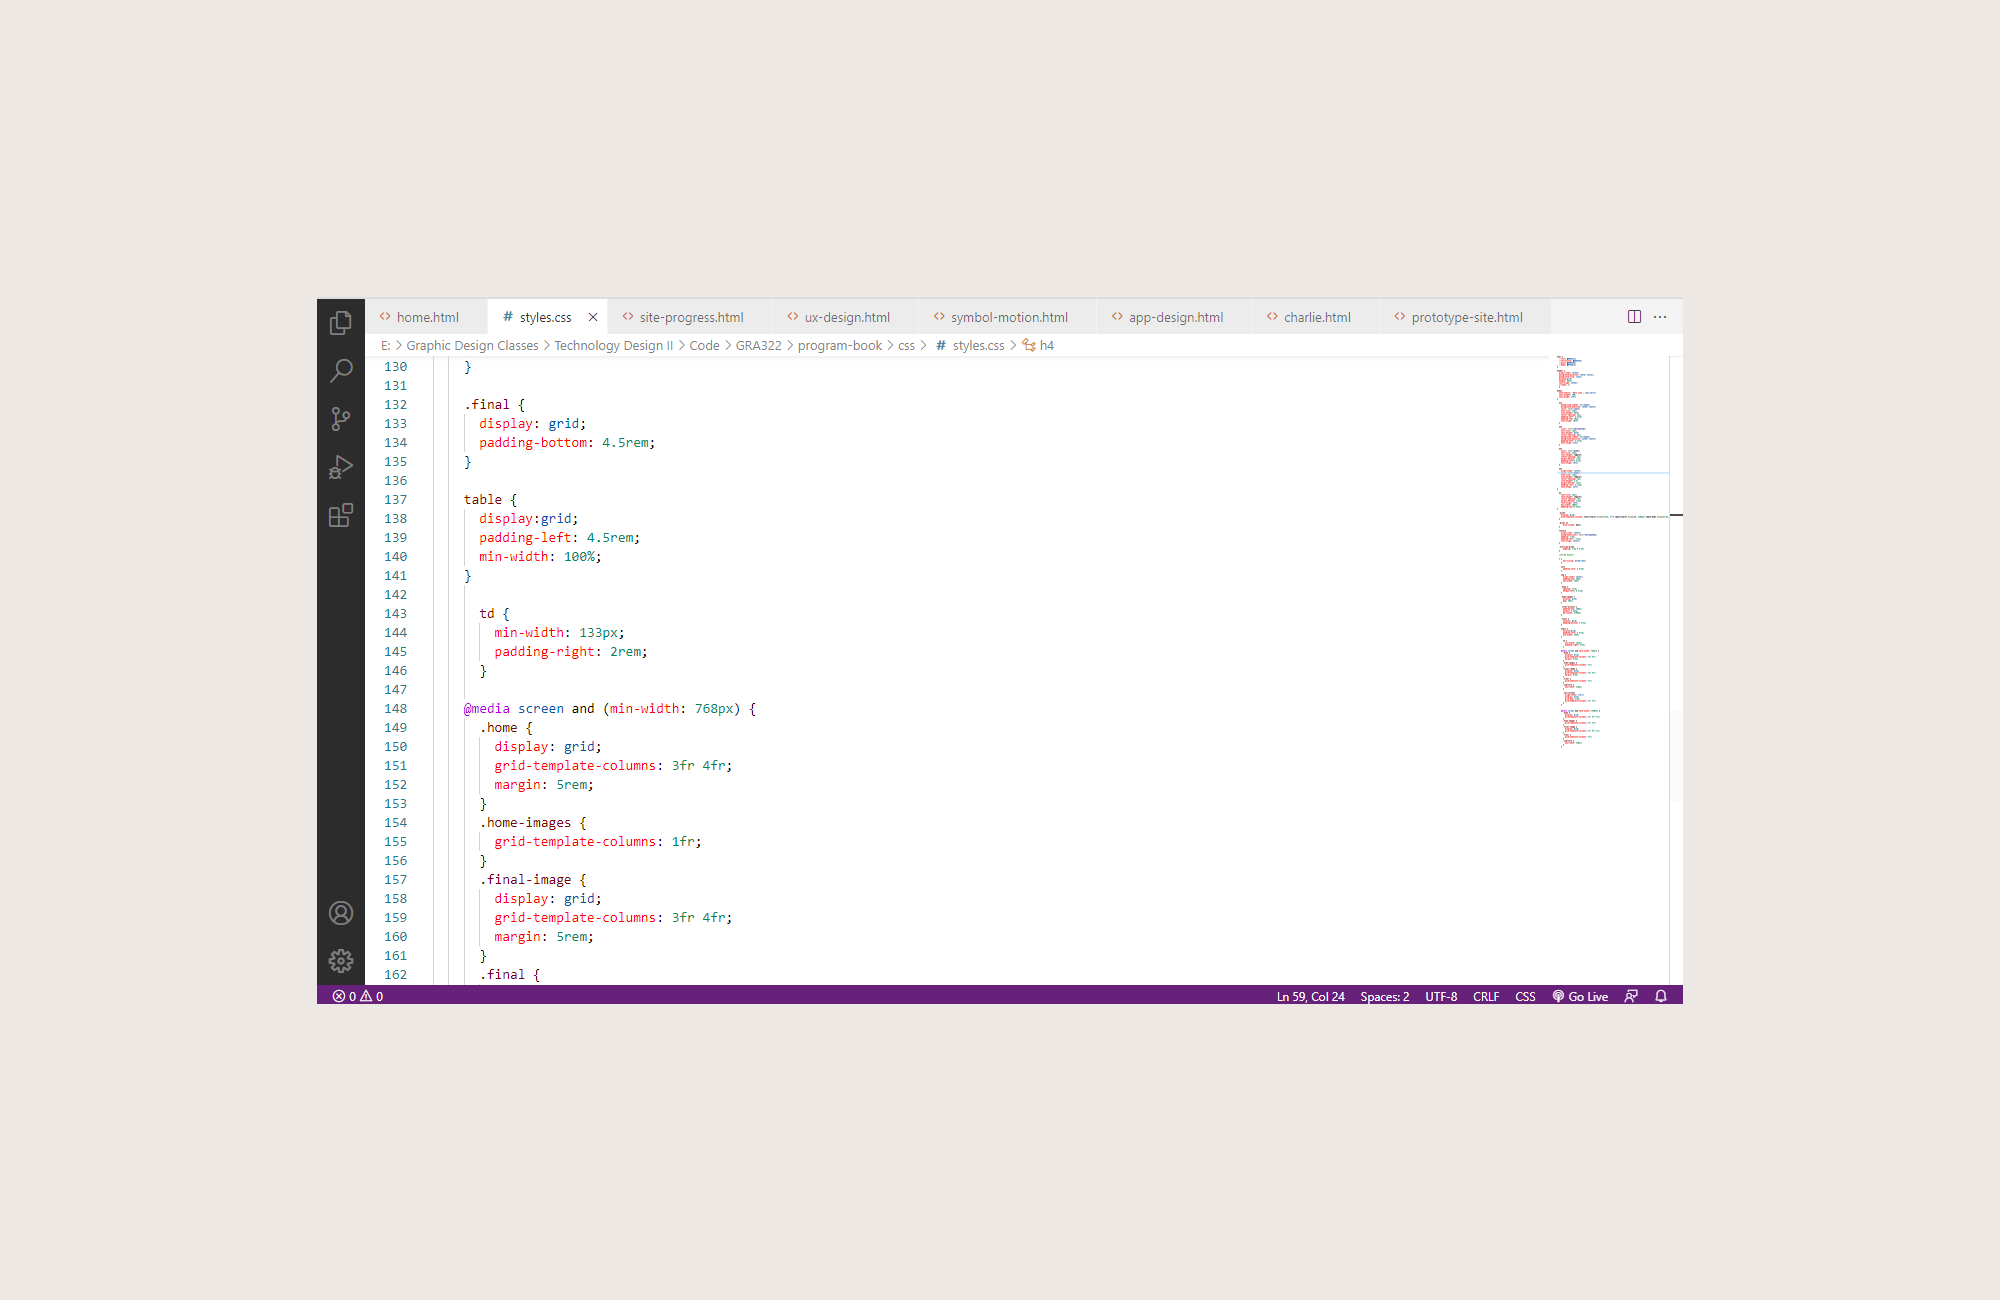 home.html # styles.css site-progress.html ux-design.html symbol-motion.html app-design.html charlie.html prototype-site.html
E: > Graphic Design Classes > Technology Design II > Code > GRA322 > program-book > css > # styles.css > h4
130 }
131
132 .final {
133 display: grid;
134 padding-bottom: 4.5rem;
135 }
136
137 table {
138 display:grid;
139 padding-left: 4.5rem;
140 min-width: 100%;
141 }
142
143 td {
144 min-width: 133px;
145 padding-right: 2rem;
146 }
147
148 @media screen and (min-width: 768px) {
149 .home {
150 display: grid;
151 grid-template-columns: 3fr 4fr;
152 margin: 5rem;
153 }
154 .home-images {
155 grid-template-columns: 1fr;
156 }
157 .final-image {
158 display: grid;
159 grid-template-columns: 3fr 4fr;
160 margin: 5rem;
161 }
162 .final {
0 0 Ln 59, Col 24 Spaces: 2 UTF-8 CRLF CSS Go Live